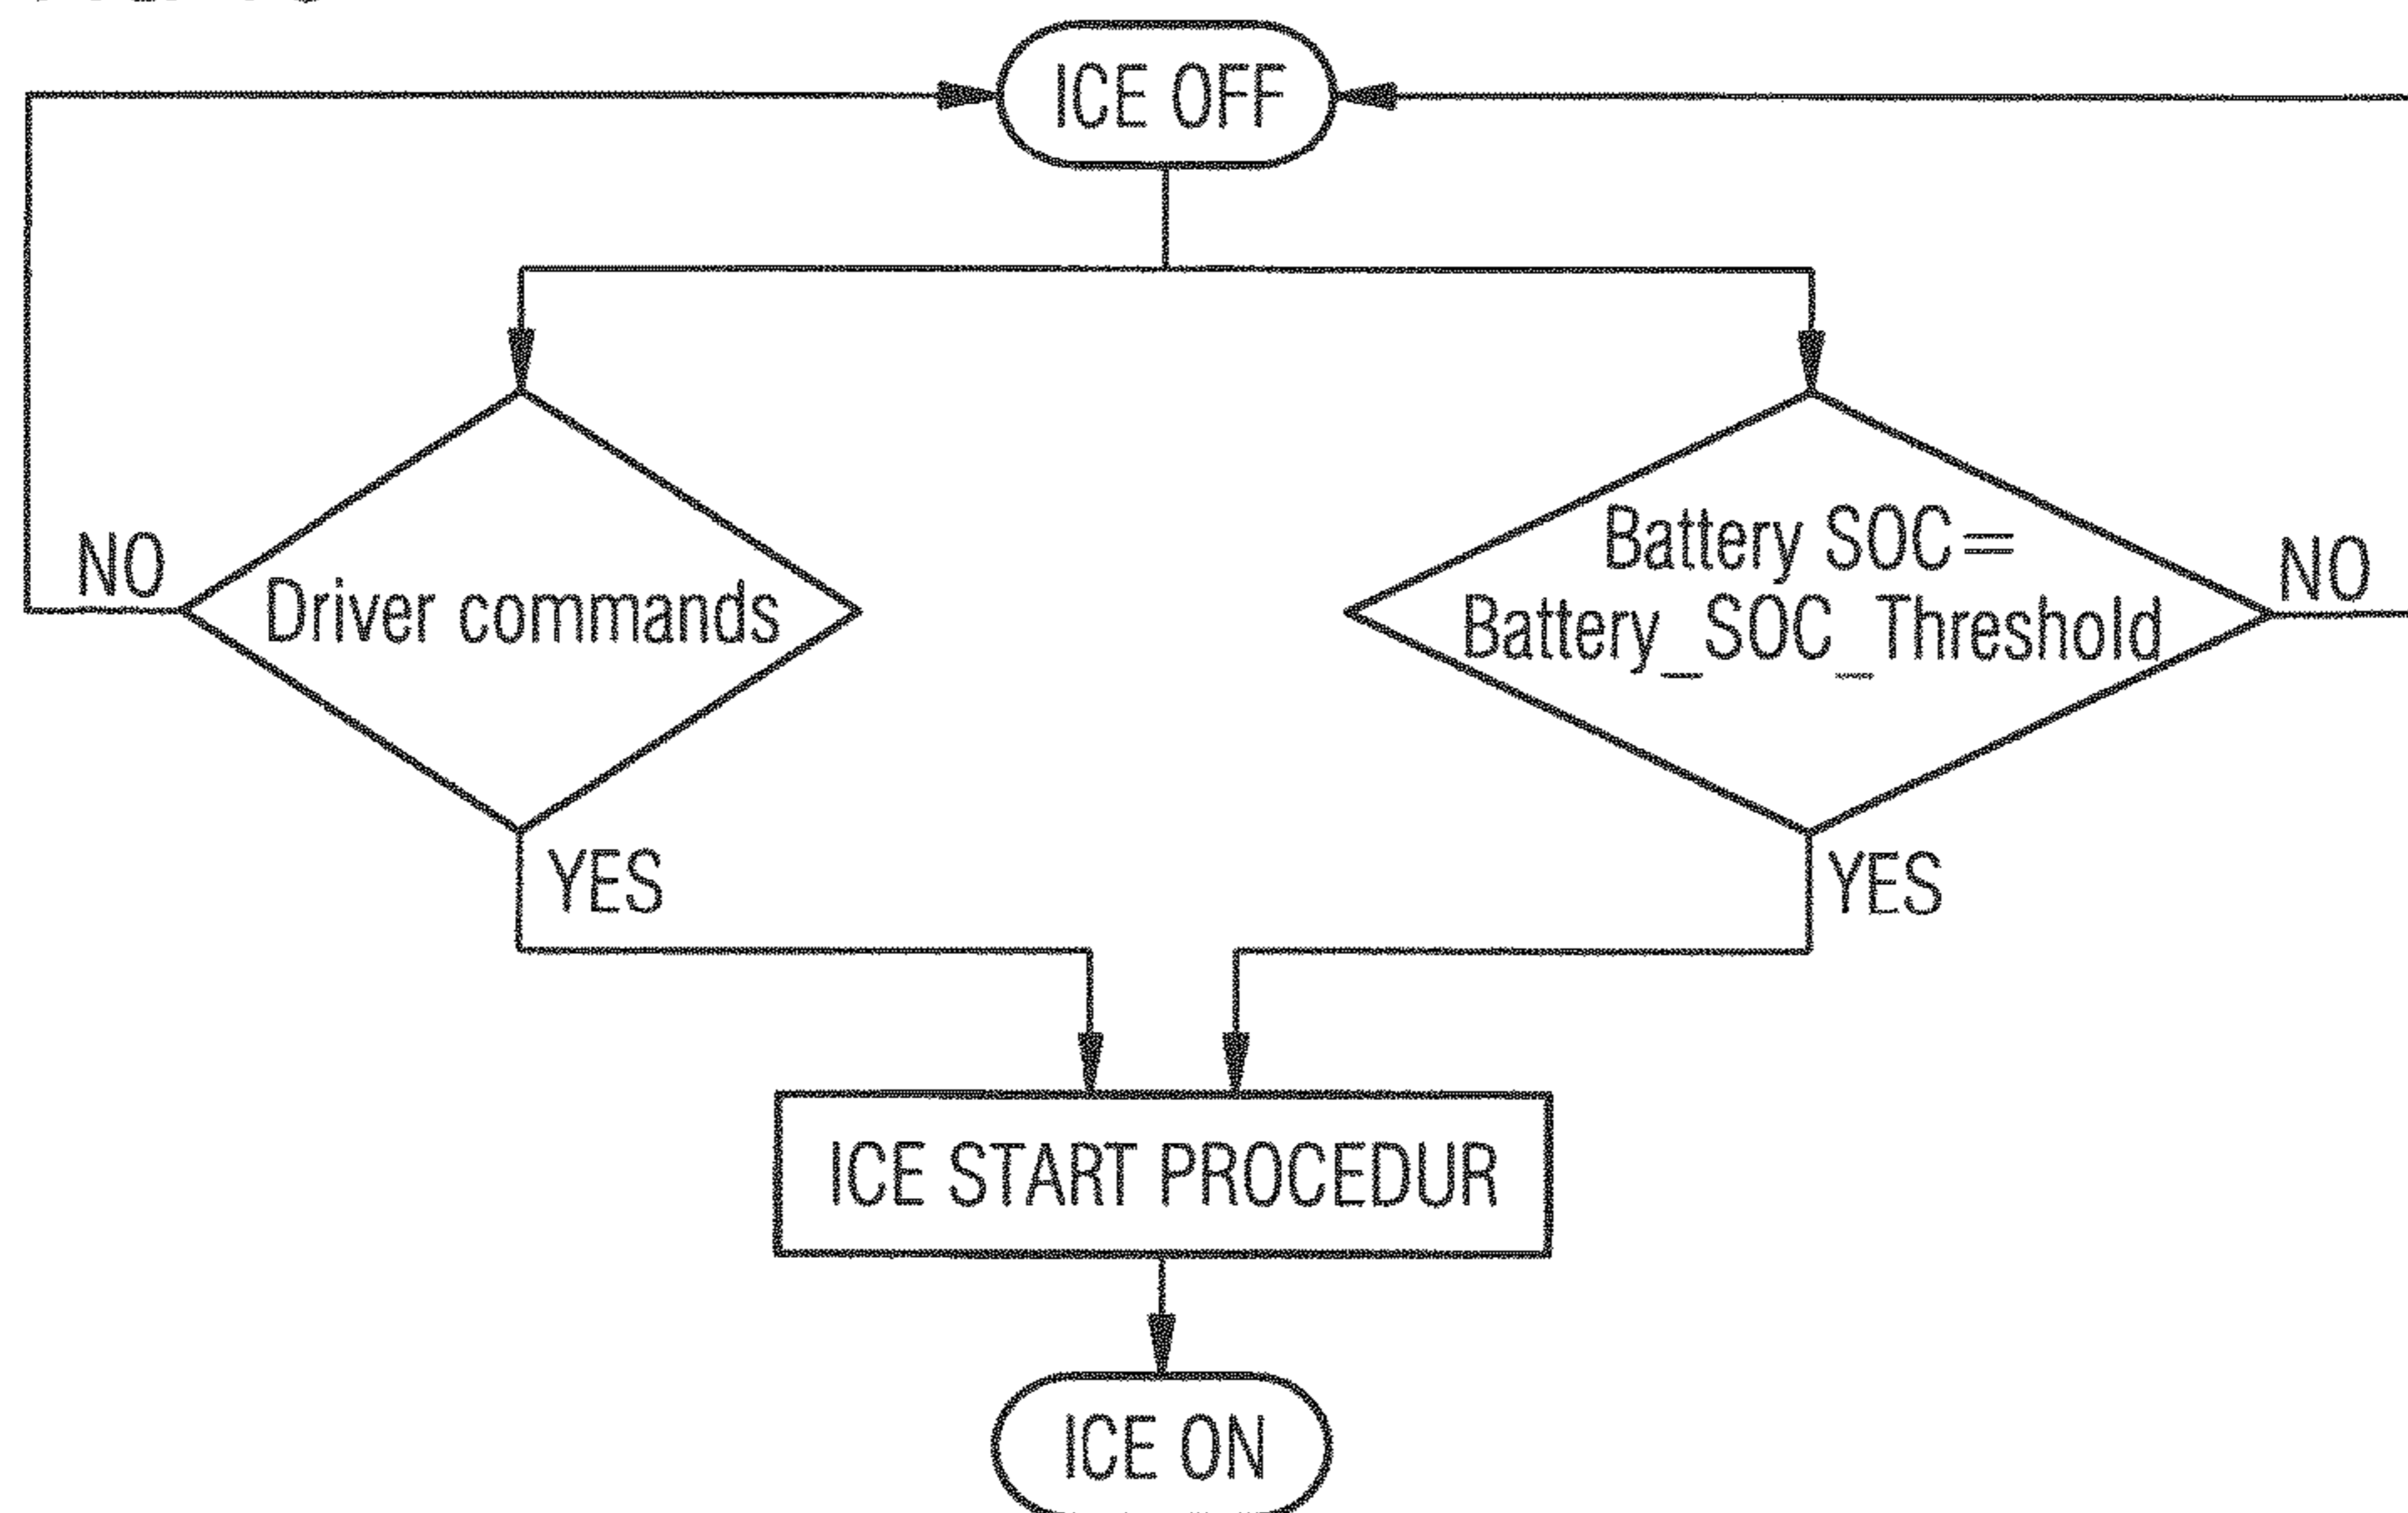 ICE OFF
NO
Driver commands
Battery SOC=
Battery_SOC_Threshold
NO
YES
YES
ICE START PROCEDUR
ICE ON